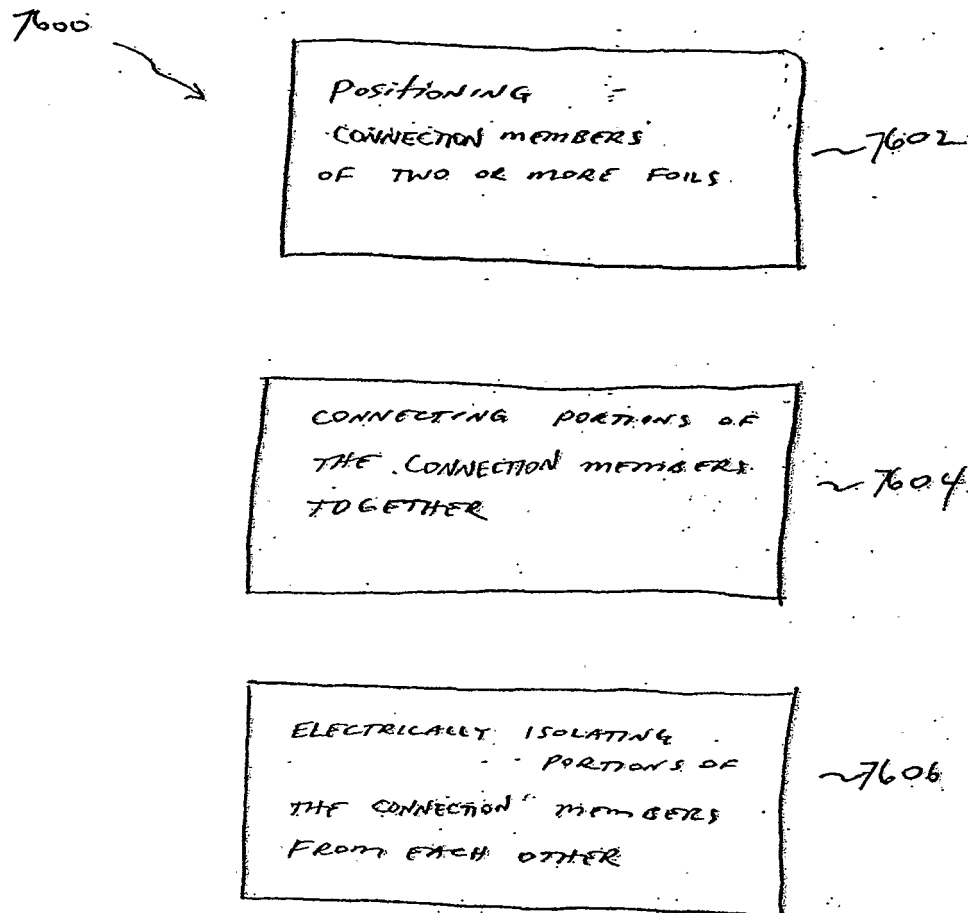 7600
Positioning
CONNECTION members
OF TWO OR MORE FOILS.
~7602
CONNECTING PORTIONS OF
THE CONNECTION members
TOGETHER
~7604
ELECTRICALLY ISOLATING
PORTIONS OF
THE CONNECTION members
FROM EACH OTHER
~7606